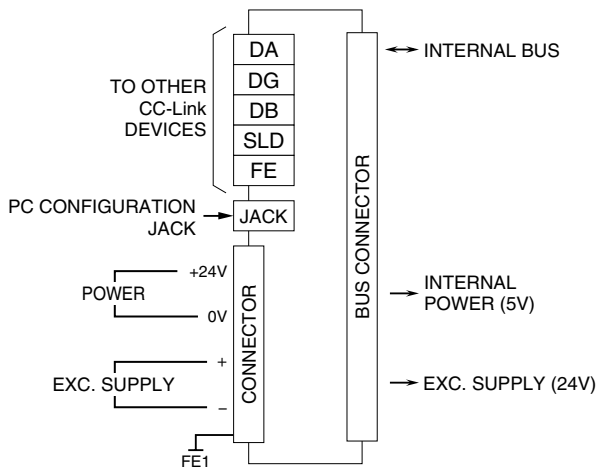 DA
DG
DB
SLD
FE
TO OTHER
CC-Link
DEVICES
PC CONFIGURATION
JACK
JACK
+24V
POWER
0V
+
EXC. SUPPLY
–
FE1
CONNECTOR
BUS CONNECTOR
INTERNAL BUS
INTERNAL
POWER (5V)
EXC. SUPPLY (24V)